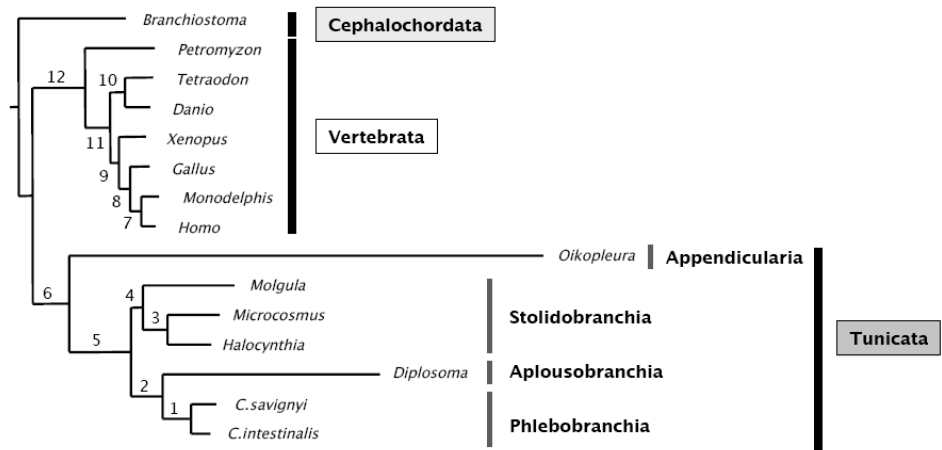 Branchiostoma
Cephalochordata
Petromyzon
12
10
Tetraodon
Danio
Vertebrata
11
Xenopus
9
Gallus
8
Monodelphis
7
Homo
Oikopleura
Appendicularia
6
4
Molgula
3
Microcosmus
Stolidobranchia
5
Halocynthia
Tunicata
Diplosoma
Aplousobranchia
2
1
C.savignyi
Phlebobranchia
C.intestinalis